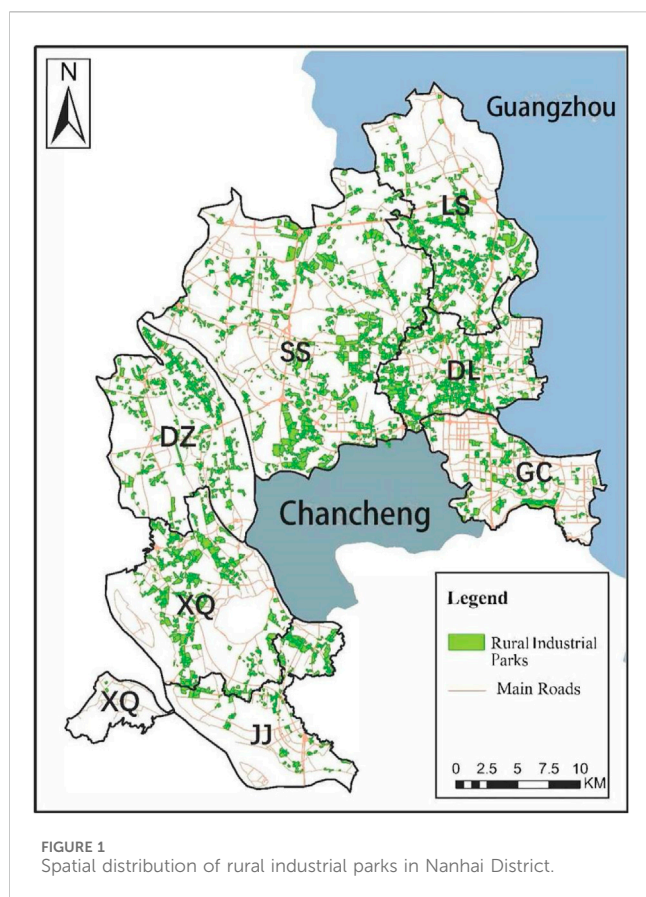 N
Guangzhou
LS
SS
DL
DZ
GC
Chancheng
XQ
XQ
JJ
Legend
Rural Industrial
Parks
Main Roads
0 2.5 5 7.5 10
KM
FIGURE 1
Spatial distribution of rural industrial parks in Nanhai District.